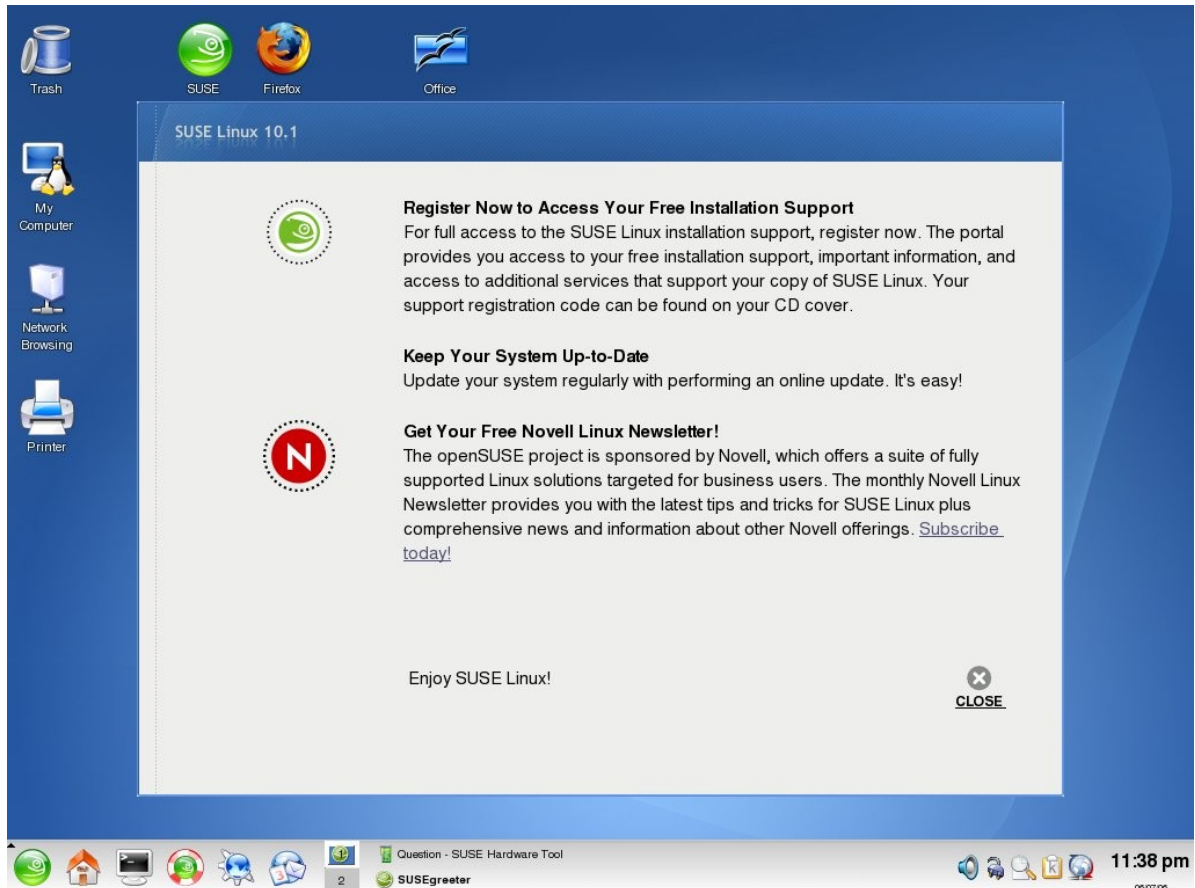 Trash
SUSE
Firefox
Office
My
Computer
Network
Browsing
Printer
SUSE Linux 10.1
Register Now to Access Your Free Installation Support
For full access to the SUSE Linux installation support, register now. The portal
provides you access to your free installation support, important information, and
access to additional services that support your copy of SUSE Linux. Your
support registration code can be found on your CD cover.
Keep Your System Up-to-Date
Update your system regularly with performing an online update. It's easy!
N
Get Your Free Novell Linux Newsletter!
The openSUSE project is sponsored by Novell, which offers a suite of fully
supported Linux solutions targeted for business users. The monthly Novell Linux
Newsletter provides you with the latest tips and tricks for SUSE Linux plus
comprehensive news and information about other Novell offerings. Subscribe
today!
Enjoy SUSE Linux!
CLOSE
1
2
Question - SUSE Hardware Tool
SUSEgreeter
11:38 pm